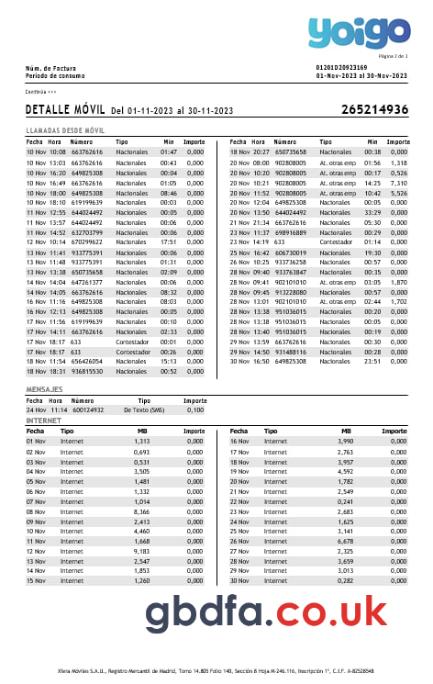 yoigo
Página 2 de 2
Núm. de Factura 01201D20923169
Período de consumo 01-Nov-2023 al 30-Nov-2023
Continúa >>>
DETALLE MÓVIL Del 01-11-2023 al 30-11-2023 265214936
LLAMADAS DESDE MÓVIL
Fecha Hora Número Tipo Min Importe Fecha Hora Número Tipo Min Importe
10 Nov 10:08 663762616 Nacionales 01:47 0,000 18 Nov 20:27 650735658 Nacionales 00:38 0,000
10 Nov 13:03 663762616 Nacionales 00:43 0,000 20 Nov 08:00 902808005 At. otras emp 01:56 1,318
10 Nov 16:20 649825308 Nacionales 00:04 0,000 20 Nov 10:20 902808005 At. otras emp 00:17 0,526
10 Nov 16:49 663762616 Nacionales 01:05 0,000 20 Nov 10:21 902808005 At. otras emp 14:25 7,310
10 Nov 18:00 649825308 Nacionales 08:46 0,000 20 Nov 11:52 902808005 At. otras emp 10:42 5,526
10 Nov 18:10 619199639 Nacionales 00:03 0,000 20 Nov 12:04 649825308 Nacionales 00:05 0,000
11 Nov 12:55 644024492 Nacionales 00:05 0,000 20 Nov 13:50 644024492 Nacionales 33:29 0,000
11 Nov 13:57 644024492 Nacionales 00:06 0,000 21 Nov 21:34 663762616 Nacionales 05:30 0,000
11 Nov 14:52 632703799 Nacionales 00:06 0,000 23 Nov 11:37 698916889 Nacionales 00:29 0,000
12 Nov 10:14 670299622 Nacionales 17:51 0,000 23 Nov 14:19 633 Contestador 01:14 0,000
13 Nov 11:41 933775391 Nacionales 00:06 0,000 25 Nov 16:42 606730019 Nacionales 19:30 0,000
13 Nov 11:48 933775391 Nacionales 01:31 0,000 26 Nov 10:25 933736258 Nacionales 00:57 0,000
13 Nov 13:38 650735658 Nacionales 02:09 0,000 28 Nov 09:40 933763847 Nacionales 00:35 0,000
14 Nov 14:04 647261377 Nacionales 00:06 0,000 28 Nov 09:41 902101010 At. otras emp 03:05 1,870
14 Nov 14:05 663762616 Nacionales 08:32 0,000 28 Nov 09:45 913228080 Nacionales 00:57 0,000
16 Nov 11:16 649825308 Nacionales 08:03 0,000 28 Nov 13:01 902101010 At. otras emp 02:44 1,702
16 Nov 12:13 649825308 Nacionales 00:05 0,000 28 Nov 13:38 951036015 Nacionales 00:20 0,000
17 Nov 11:56 619199639 Nacionales 00:10 0,000 28 Nov 13:38 951036015 Nacionales 00:05 0,000
17 Nov 14:11 663762616 Nacionales 02:33 0,000 28 Nov 13:40 951036015 Nacionales 00:19 0,000
17 Nov 18:17 633 Contestador 00:01 0,000 29 Nov 13:59 663762616 Nacionales 00:30 0,000
17 Nov 18:17 633 Contestador 00:26 0,000 29 Nov 14:50 931488116 Nacionales 00:28 0,000
18 Nov 11:54 656426054 Nacionales 15:13 0,000 30 Nov 16:50 649825308 Nacionales 23:51 0,000
18 Nov 18:31 936815530 Nacionales 00:52 0,000
MENSAJES
Fecha Hora Número Tipo Importe
24 Nov 11:14 600124932 De Texto (SMS) 0,100
INTERNET
Fecha Tipo MB Importe Fecha Tipo MB Importe
01 Nov Internet 1,313 0,000 16 Nov Internet 3,990 0,000
02 Nov Internet 0,693 0,000 17 Nov Internet 2,763 0,000
03 Nov Internet 0,531 0,000 18 Nov Internet 3,957 0,000
04 Nov Internet 3,505 0,000 19 Nov Internet 4,592 0,000
05 Nov Internet 1,481 0,000 20 Nov Internet 1,782 0,000
06 Nov Internet 1,332 0,000 21 Nov Internet 2,549 0,000
07 Nov Internet 1,014 0,000 22 Nov Internet 0,241 0,000
08 Nov Internet 8,366 0,000 23 Nov Internet 2,683 0,000
09 Nov Internet 2,413 0,000 24 Nov Internet 1,625 0,000
10 Nov Internet 4,460 0,000 25 Nov Internet 3,141 0,000
11 Nov Internet 1,668 0,000 26 Nov Internet 6,678 0,000
12 Nov Internet 9,183 0,000 27 Nov Internet 2,325 0,000
13 Nov Internet 2,547 0,000 28 Nov Internet 3,659 0,000
14 Nov Internet 1,853 0,000 29 Nov Internet 3,013 0,000
15 Nov Internet 1,260 0,000 30 Nov Internet 0,282 0,000
gbdfa.co.uk
Xfera Móviles S.A.U., Registro Mercantil de Madrid, Tomo 14.805 Folio 140, Sección 8 Hoja M-246.116, Inscripción 1ª, C.I.F. A-82528548